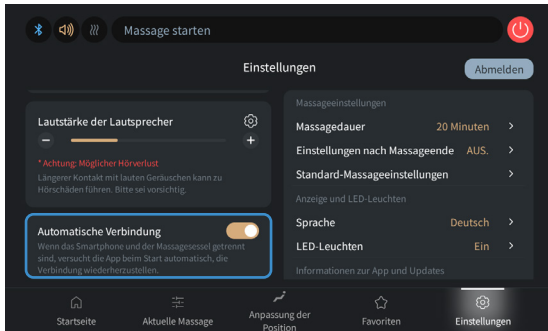 Massage starten
Einstellungen
Abmelden
Lautstärke der Lautsprecher
* Achtung: Möglicher Hörverlust
Längerer Kontakt mit lauten Geräuschen kann zu
Hörschäden führen. Bitte sei vorsichtig.
Automatische Verbindung
Wenn das Smartphone und der Massagesessel getrennt
sind, versucht die App beim Start automatisch, die
Verbindung wiederherzustellen.
Massageeinstellungen
Massagedauer 20 Minuten
Einstellungen nach Massageende AUS.
Standard-Massageeinstellungen
Anzeige und LED-Leuchten
Sprache Deutsch
LED-Leuchten Ein
Informationen zur App und Updates
Startseite
Aktuelle Massage
Anpassung der
Position
Favoriten
Einstellungen